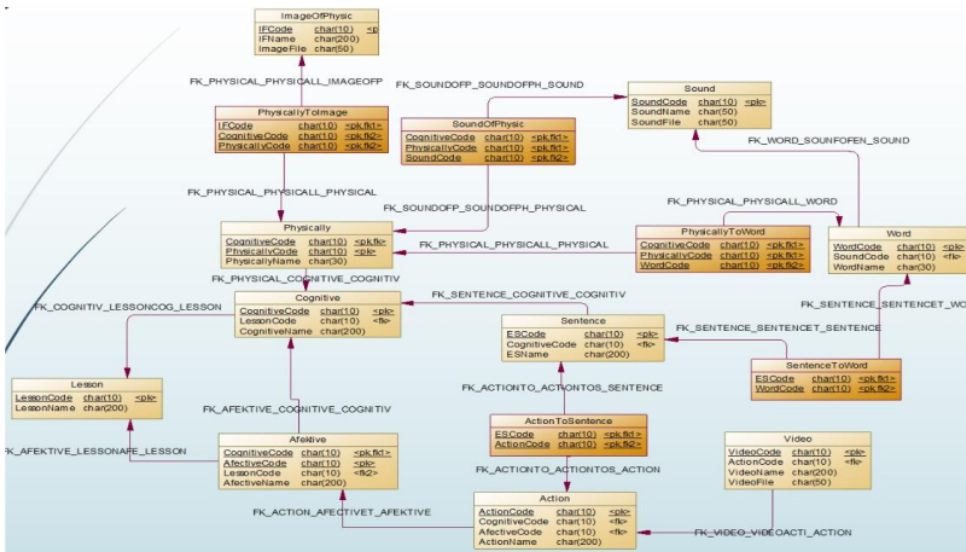 ImageOfPhysic
IFCode char(10) <p
IFName char(200)
ImageFile char(50)
FK_PHYSICAL_PHYSICALL_IMAGEOFP
FK_SOUNDOFP_SOUNDOFPH_SOUND
Sound
SoundCode char(10) <pk>
SoundName char(50)
SoundFile char(50)
PhysicallyToImage
IFCode char(10) <pk,fk1>
CognitiveCode char(10) <pk,fk2>
PhysicallyCode char(10) <pk,fk2>
SoundOfPhysic
CognitiveCode char(10) <pk,fk1>
PhysicallyCode char(10) <pk,fk1>
SoundCode char(10) <pk,fk2>
FK_WORD_SOUNFOFEN_SOUND
FK_PHYSICAL_PHYSICALL_PHYSICAL
FK_SOUNDOFP_SOUNDOFPH_PHYSICAL
FK_PHYSICAL_PHYSICALL_WORD
Physically
CognitiveCode char(10) <pk,fk>
PhysicallyCode char(10) <pk>
PhysicallyName char(30)
FK_PHYSICAL_PHYSICALL_PHYSICAL
PhysicallyToWord
CognitiveCode char(10) <pk,fk1>
PhysicallyCode char(10) <pk,fk1>
WordCode char(10) <pk,fk2>
Word
WordCode char(10) <pk>
SoundCode char(10) <fk>
WordName char(30)
FK_PHYSICAL_COGNITIVE_COGNITIV
FK_COGNITIV_LESSONCOG_LESSON
Cognitive
CognitiveCode char(10) <pk>
LessonCode char(10) <fk>
CognitiveName char(200)
FK_SENTENCE_COGNITIVE_COGNITIV
FK_SENTENCE_SENTENCET_WO
Sentence
ESCode char(10) <pk>
CognitiveCode char(10) <fk>
ESName char(200)
FK_SENTENCE_SENTENCET_SENTENCE
SentenceToWord
ESCode char(10) <pk,fk1>
WordCode char(10) <pk,fk2>
Lesson
LessonCode char(10) <pk>
LessonName char(200)
FK_ACTIONTO_ACTIONTOS_SENTENCE
FK_AFEKTIVE_COGNITIVE_COGNITIV
ActionToSentence
ESCode char(10) <pk,fk1>
ActionCode char(10) <pk,fk2>
FK_AFEKTIVE_LESSONAFE_LESSON
Afektive
CognitiveCode char(10) <pk,fk1>
AfectiveCode char(10) <pk>
LessonCode char(10) <fk2>
AfectiveName char(200)
Video
VideoCode char(10) <pk>
ActionCode char(10) <fk>
VideoName char(200)
VideoFile char(50)
FK_ACTIONTO_ACTIONTOS_ACTION
FK_ACTION_AFECTIVET_AFEKTIVE
Action
ActionCode char(10) <pk>
CognitiveCode char(10) <fk>
AfectiveCode char(10) <fk>
ActionName char(200)
FK_VIDEO_VIDEOACTI_ACTION